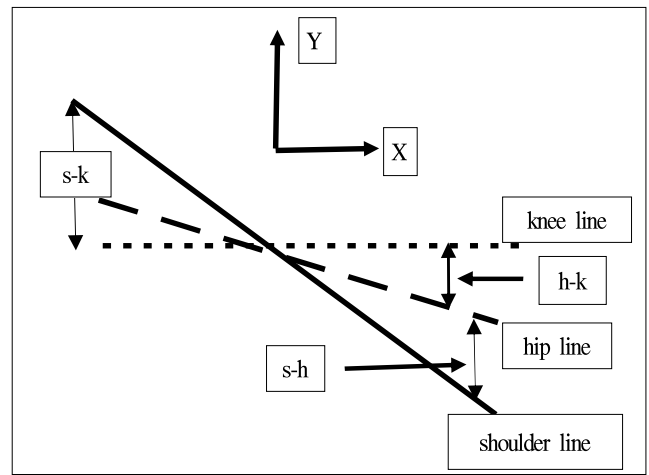 Y
X
s-k
knee line
h-k
hip line
s-h
shoulder line